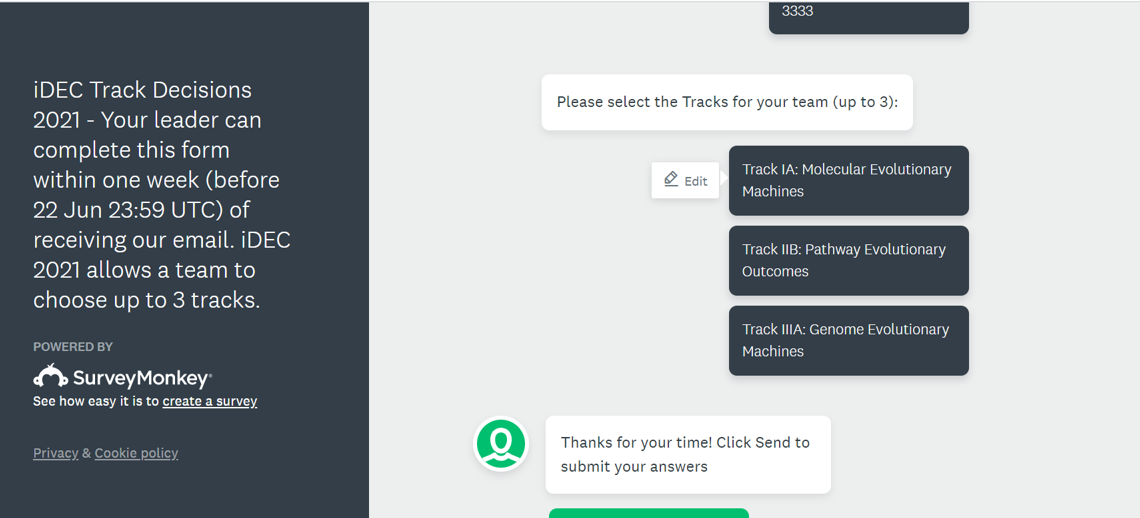 iDEC Track Decisions
2021 - Your leader can
complete this form
within one week (before
22 Jun 23:59 UTC) of
receiving our email. iDEC
2021 allows a team to
choose up to 3 tracks.
POWERED BY
SurveyMonkey®
See how easy it is to create a survey
Privacy & Cookie policy
3333
Please select the Tracks for your team (up to 3):
Edit
Track IA: Molecular Evolutionary
Machines
Track IIB: Pathway Evolutionary
Outcomes
Track IIIA: Genome Evolutionary
Machines
Thanks for your time! Click Send to
submit your answers